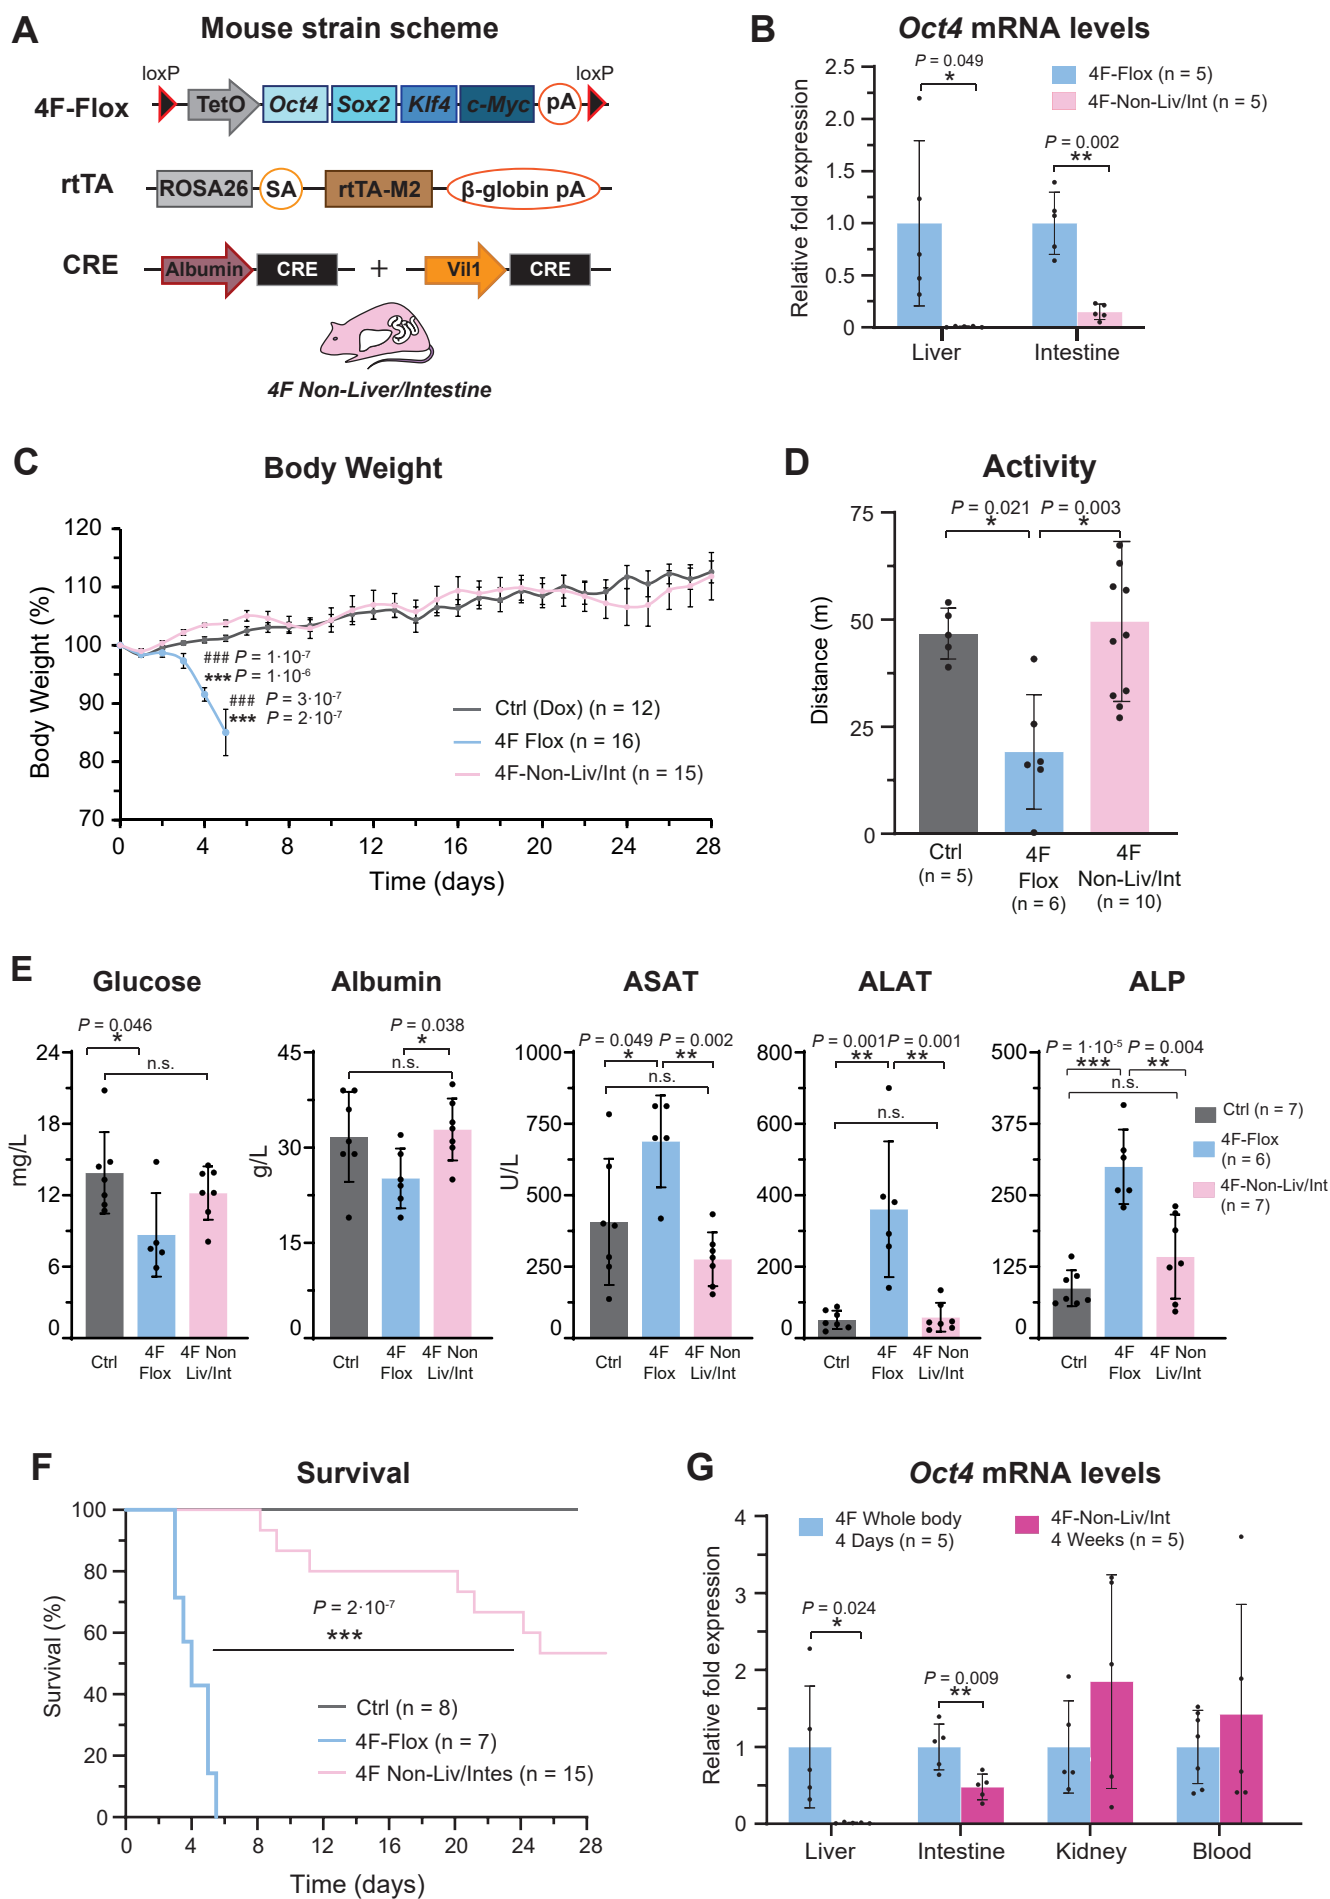 A
Mouse strain scheme
loxP
loxP
4F-Flox
TetO
Oct4
Sox2
Klf4
c-Myc
pA
rtTA
ROSA26
SA
rtTA-M2
β-globin pA
CRE
Albumin
CRE
+
Vil1
CRE
4F Non-Liver/Intestine
B
Oct4 mRNA levels
P = 0.049
*
4F-Flox (n = 5)
4F-Non-Liv/Int (n = 5)
P = 0.002
**
Relative fold expression
2.5
2.0
1.5
1.0
0.5
0
Liver
Intestine
C
Body Weight
Body Weight (%)
120
110
100
90
80
70
### P = 1·10-7
*** P = 1·10-6
### P = 3·10-7
*** P = 2·10-7
Ctrl (Dox) (n = 12)
4F Flox (n = 16)
4F-Non-Liv/Int (n = 15)
0 4 8 12 16 20 24 28
Time (days)
D
Activity
P = 0.021 P = 0.003
* *
Distance (m)
75
50
25
0
Ctrl
(n = 5)
4F
Flox
(n = 6)
4F
Non-Liv/Int
(n = 10)
E
Glucose
P = 0.046
*
n.s.
mg/L
24
18
12
6
0
Ctrl
4F
Flox
4F Non
Liv/Int
Albumin
P = 0.038
*
n.s.
g/L
45
30
15
0
Ctrl
4F
Flox
4F Non
Liv/Int
ASAT
P = 0.049 P = 0.002
* **
n.s.
U/L
1000
750
500
250
0
Ctrl
4F
Flox
4F Non
Liv/Int
ALAT
P = 0.001 P = 0.001
** **
n.s.
800
600
400
200
0
Ctrl
4F
Flox
4F Non
Liv/Int
ALP
P = 1·10-5 P = 0.004
*** **
n.s.
500
375
250
125
0
Ctrl
4F
Flox
4F Non
Liv/Int
Ctrl (n = 7)
4F-Flox
(n = 6)
4F-Non-Liv/Int
(n = 7)
F
Survival
Survival (%)
100
80
60
40
20
0
P = 2·10-7
***
Ctrl (n = 8)
4F-Flox (n = 7)
4F Non-Liv/Intes (n = 15)
0 4 8 12 16 20 24 28
Time (days)
G
Oct4 mRNA levels
4F Whole body
4 Days (n = 5)
4F-Non-Liv/Int
4 Weeks (n = 5)
Relative fold expression
4
3
2
1
0
P = 0.024
*
P = 0.009
**
Liver
Intestine
Kidney
Blood